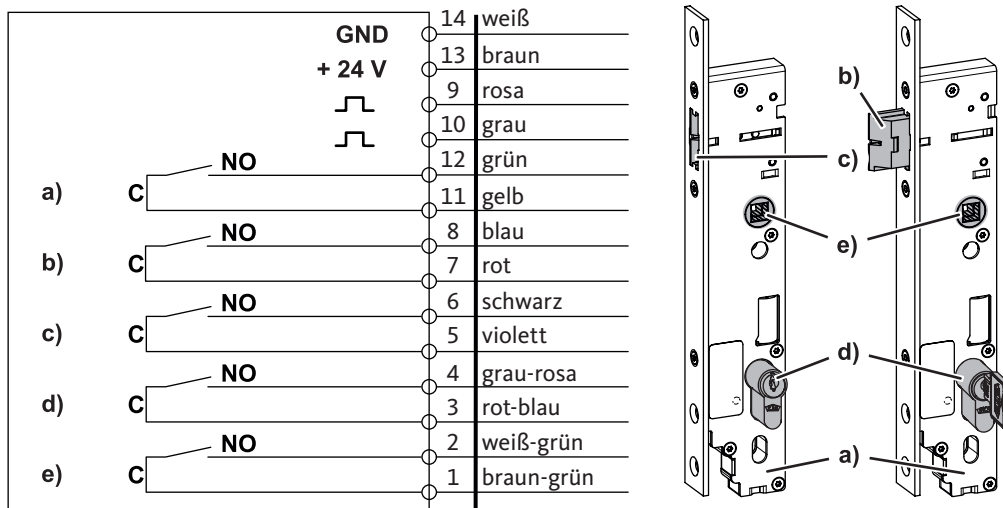 GND 14 weiß
+ 24 V 13 braun
9 rosa
10 grau
NO 12 grün
a) C 11 gelb
NO 8 blau
b) C 7 rot
NO 6 schwarz
c) C 5 violett
NO 4 grau-rosa
d) C 3 rot-blau
NO 2 weiß-grün
e) C 1 braun-grün
b)
c)
e)
d)
a)